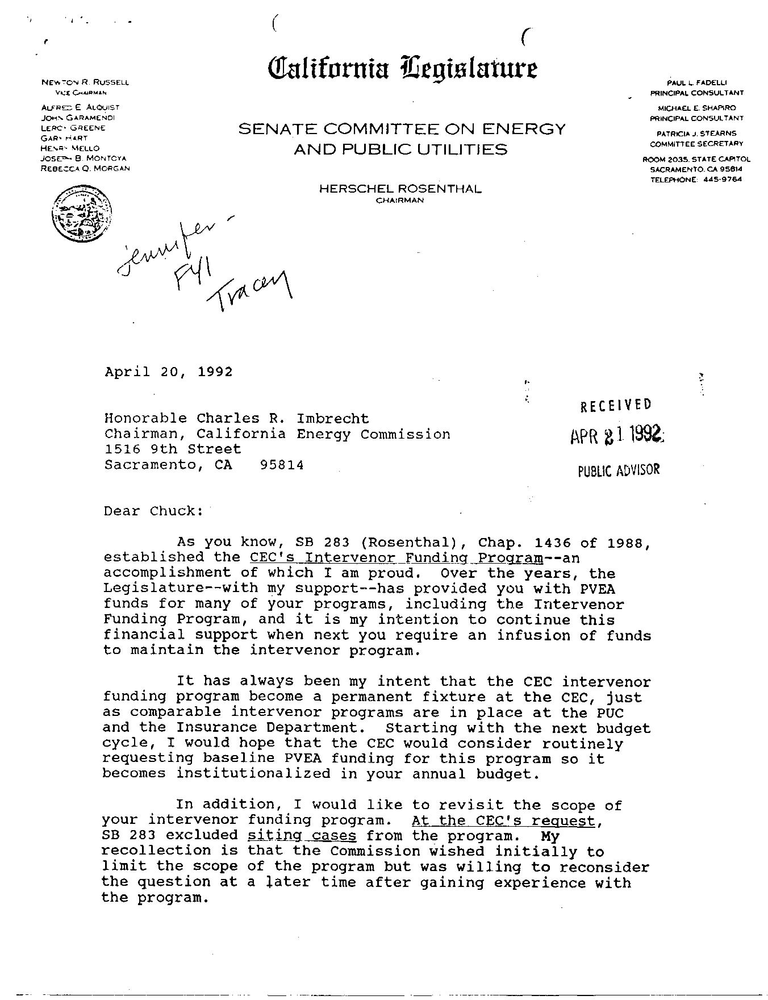 California Legislature
NEWTON R. RUSSELL
VICE CHAIRMAN
ALFRED E. ALQUIST
JOHN GARAMENDI
LEROY GREENE
GARY HART
HENRY MELLO
JOSEPH B. MONTOYA
REBECCA Q. MORGAN
SENATE COMMITTEE ON ENERGY
AND PUBLIC UTILITIES
HERSCHEL ROSENTHAL
CHAIRMAN
PAUL L. FADELLI
PRINCIPAL CONSULTANT
MICHAEL E. SHAPIRO
PRINCIPAL CONSULTANT
PATRICIA J. STEARNS
COMMITTEE SECRETARY
ROOM 2035, STATE CAPITOL
SACRAMENTO, CA 95814
TELEPHONE: 445-9764
Jennifer -
FYI
Tracey
April 20, 1992
RECEIVED
APR 21 1992
PUBLIC ADVISOR
Honorable Charles R. Imbrecht
Chairman, California Energy Commission
1516 9th Street
Sacramento, CA 95814
Dear Chuck:
As you know, SB 283 (Rosenthal), Chap. 1436 of 1988,
established the CEC's Intervenor Funding Program--an
accomplishment of which I am proud. Over the years, the
Legislature--with my support--has provided you with PVEA
funds for many of your programs, including the Intervenor
Funding Program, and it is my intention to continue this
financial support when next you require an infusion of funds
to maintain the intervenor program.
It has always been my intent that the CEC intervenor
funding program become a permanent fixture at the CEC, just
as comparable intervenor programs are in place at the PUC
and the Insurance Department. Starting with the next budget
cycle, I would hope that the CEC would consider routinely
requesting baseline PVEA funding for this program so it
becomes institutionalized in your annual budget.
In addition, I would like to revisit the scope of
your intervenor funding program. At the CEC's request,
SB 283 excluded siting cases from the program. My
recollection is that the Commission wished initially to
limit the scope of the program but was willing to reconsider
the question at a later time after gaining experience with
the program.